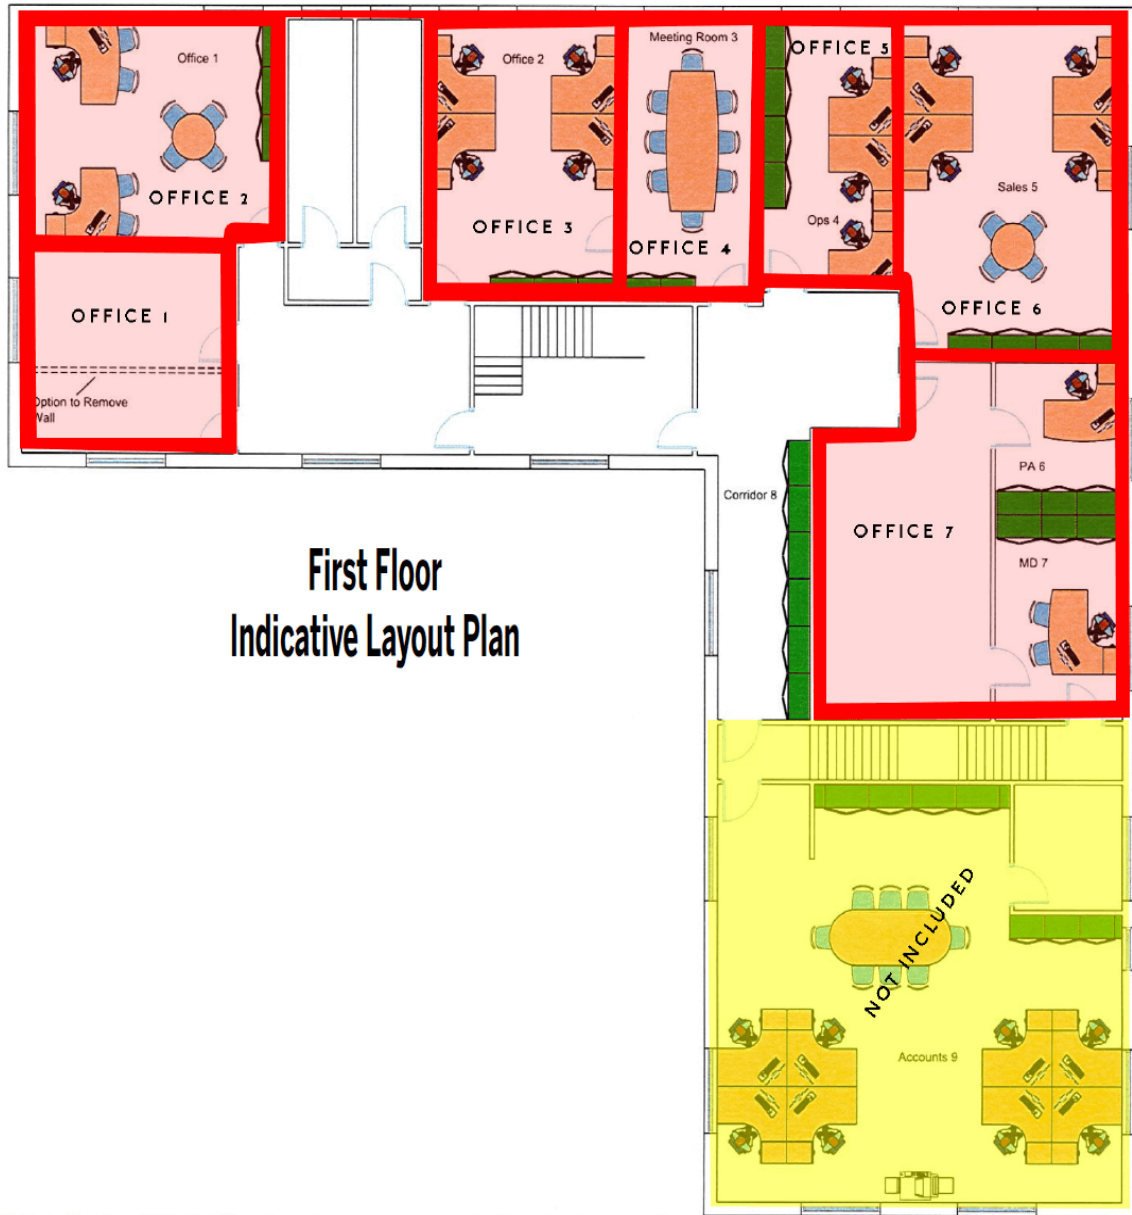 Office 1
OFFICE 2
Office 2
OFFICE 3
Meeting Room 3
OFFICE 4
OFFICE 5
Ops 4
Sales 5
OFFICE 6
OFFICE 1
Option to Remove
Wall
PA 6
Corridor 8
OFFICE 7
MD 7
First Floor
Indicative Layout Plan
NOT INCLUDED
Accounts 9